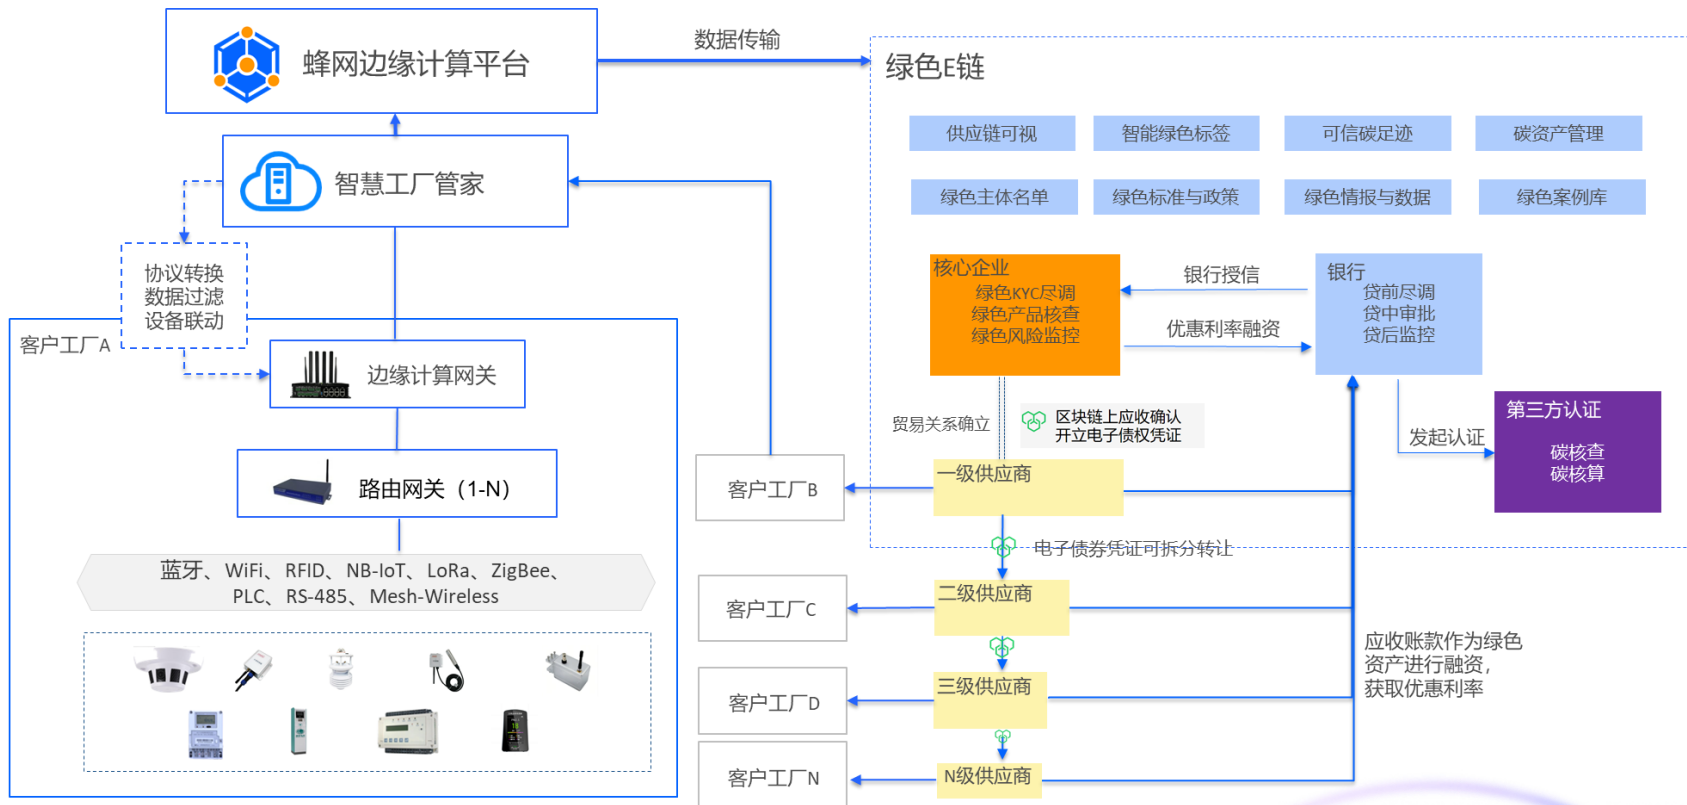 蜂网边缘计算平台
数据传输
绿色E链
供应链可视
智能绿色标签
可信碳足迹
碳资产管理
智慧工厂管家
绿色主体名单
绿色标准与政策
绿色情报与数据
绿色案例库
协议转换
数据过滤
设备联动
核心企业
绿色KYC尽调
绿色产品核查
绿色风险监控
银行授信
优惠利率融资
银行
贷前尽调
贷中审批
贷后监控
客户工厂A
边缘计算网关
贸易关系确立
区块链上应收确认
开立电子债权凭证
发起认证
第三方认证
碳核查
碳核算
路由网关（1-N）
客户工厂B
一级供应商
电子债券凭证可拆分转让
蓝牙、WiFi、RFID、NB-IoT、LoRa、ZigBee、
PLC、RS-485、Mesh-Wireless
客户工厂C
二级供应商
应收账款作为绿色
资产进行融资，
获取优惠利率
客户工厂D
三级供应商
客户工厂N
N级供应商